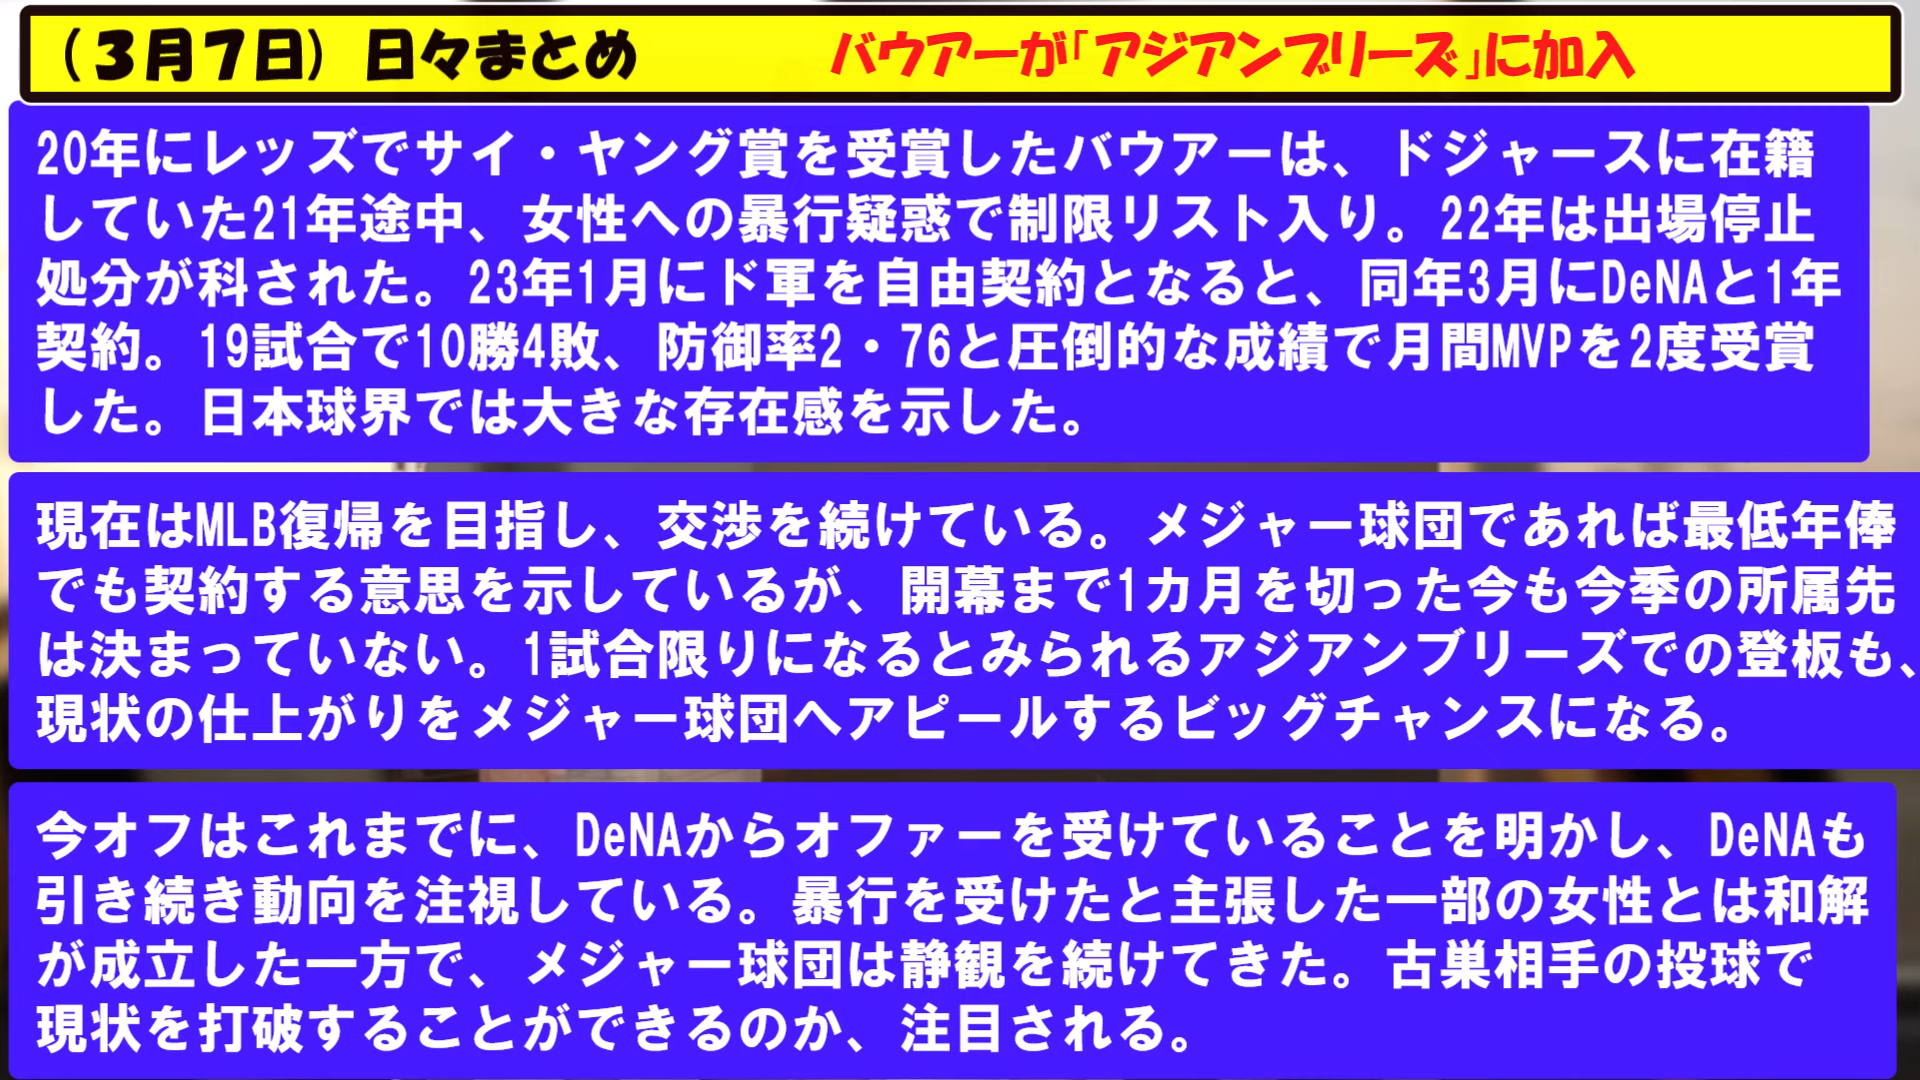 （３月７日）日々まとめ　バウアーが「アジアンブリーズ」に加入
20年にレッズでサイ・ヤング賞を受賞したバウアーは、ドジャースに在籍
していた21年途中、女性への暴行疑惑で制限リスト入り。22年は出場停止
処分が科された。23年1月にド軍を自由契約となると、同年3月にDeNAと1年
契約。19試合で10勝4敗、防御率2・76と圧倒的な成績で月間MVPを2度受賞
した。日本球界では大きな存在感を示した。
現在はMLB復帰を目指し、交渉を続けている。メジャー球団であれば最低年俸
でも契約する意思を示しているが、開幕まで1カ月を切った今も今季の所属先
は決まっていない。1試合限りになるとみられるアジアンブリーズでの登板も、
現状の仕上がりをメジャー球団へアピールするビッグチャンスになる。
今オフはこれまでに、DeNAからオファーを受けていることを明かし、DeNAも
引き続き動向を注視している。暴行を受けたと主張した一部の女性とは和解
が成立した一方で、メジャー球団は静観を続けてきた。古巣相手の投球で
現状を打破することができるのか、注目される。